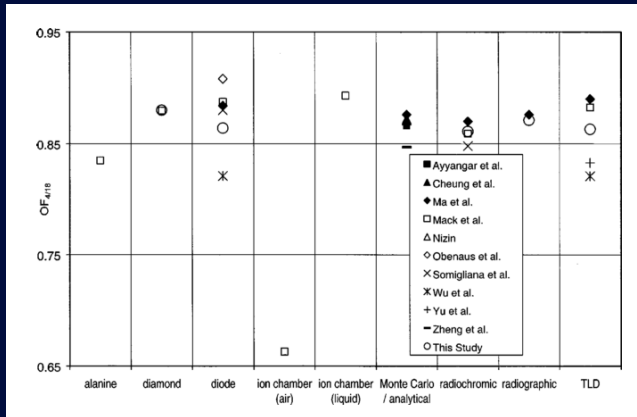 0.95
0.85
0.75
0.65
OF4/18
Ayyangar et al.
Cheung et al.
Ma et al.
Mack et al.
Nizin
Obenaus et al.
Somigliana et al.
Wu et al.
Yu et al.
Zheng et al.
This Study
alanine
diamond
diode
ion chamber
(air)
ion chamber
(liquid)
Monte Carlo
/ analytical
radiochromic
radiographic
TLD